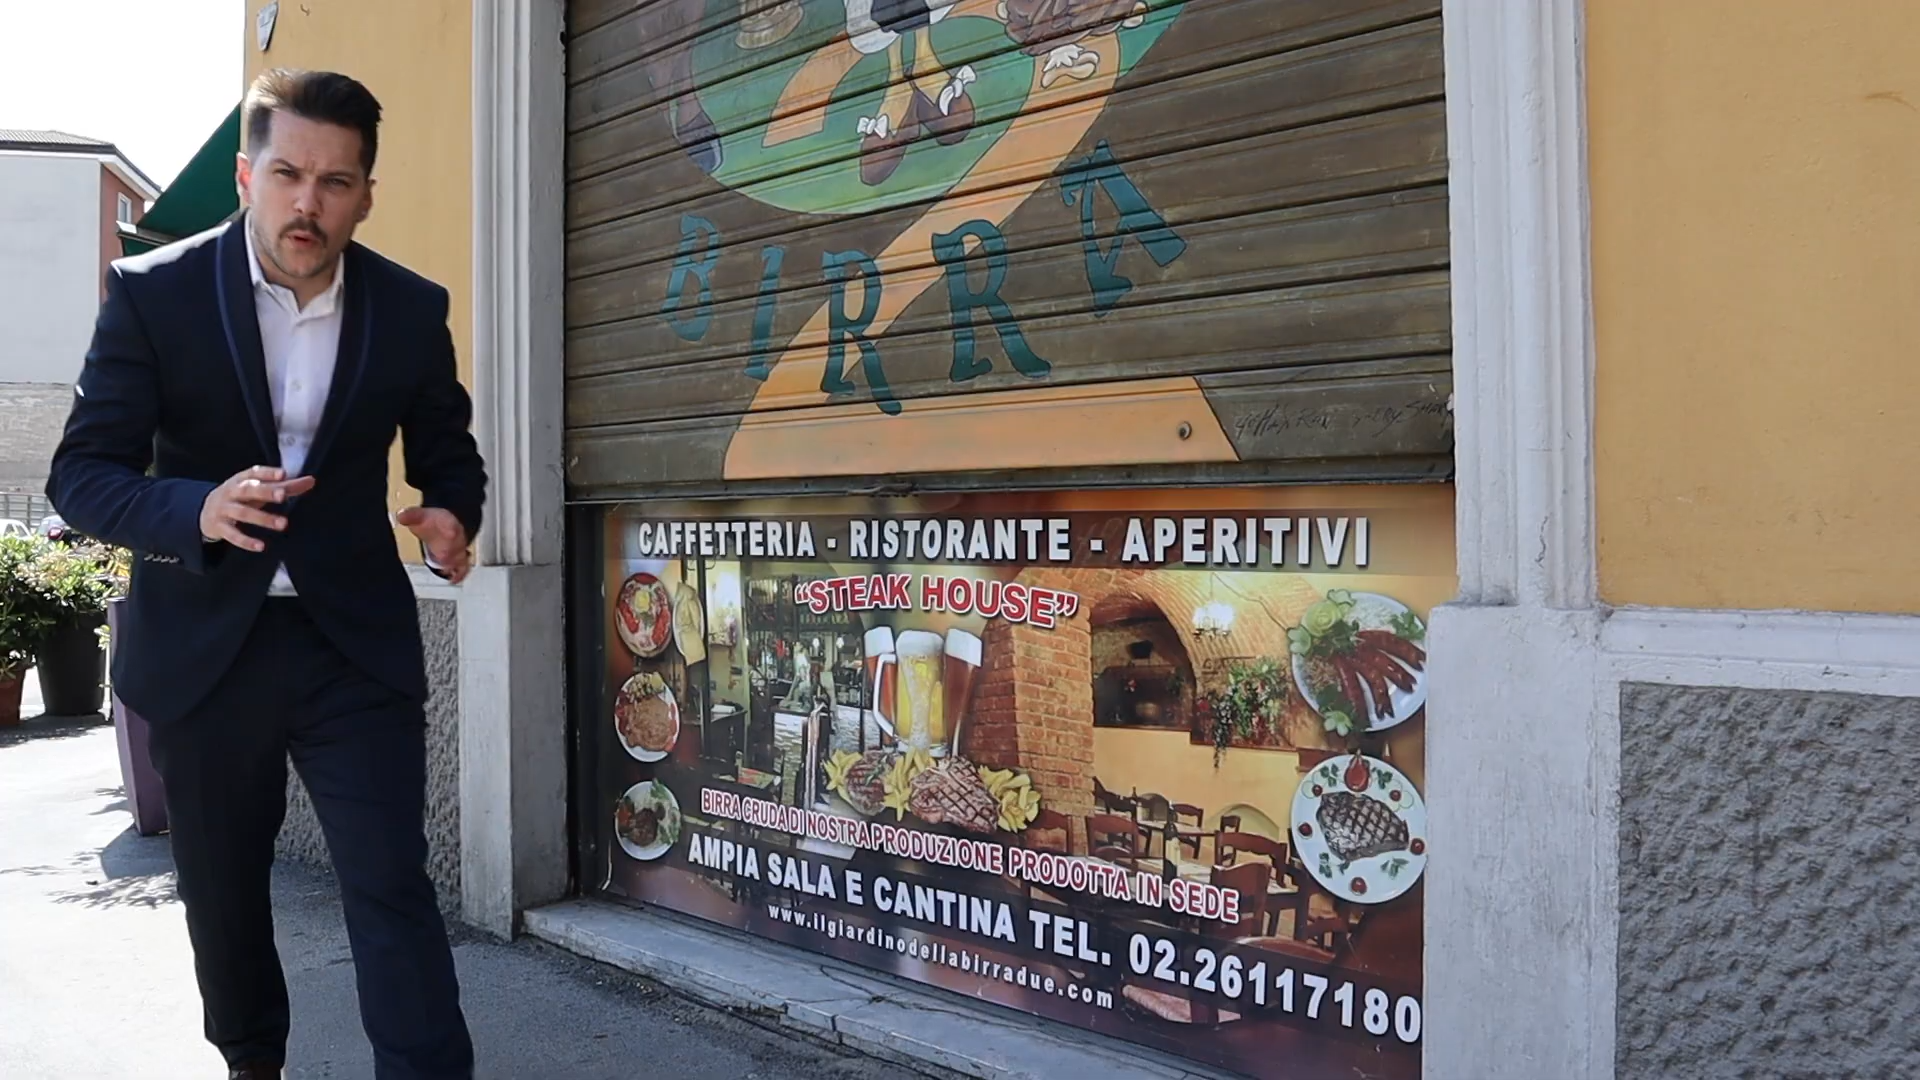 BIRRA
CAFFETTERIA - RISTORANTE - APERITIVI
"STEAK HOUSE"
BIRRA CRUDA DI NOSTRA PRODUZIONE PRODOTTA IN SEDE
AMPIA SALA E CANTINA TEL. 02.26117180
www.ilgiardinodellabirradue.com